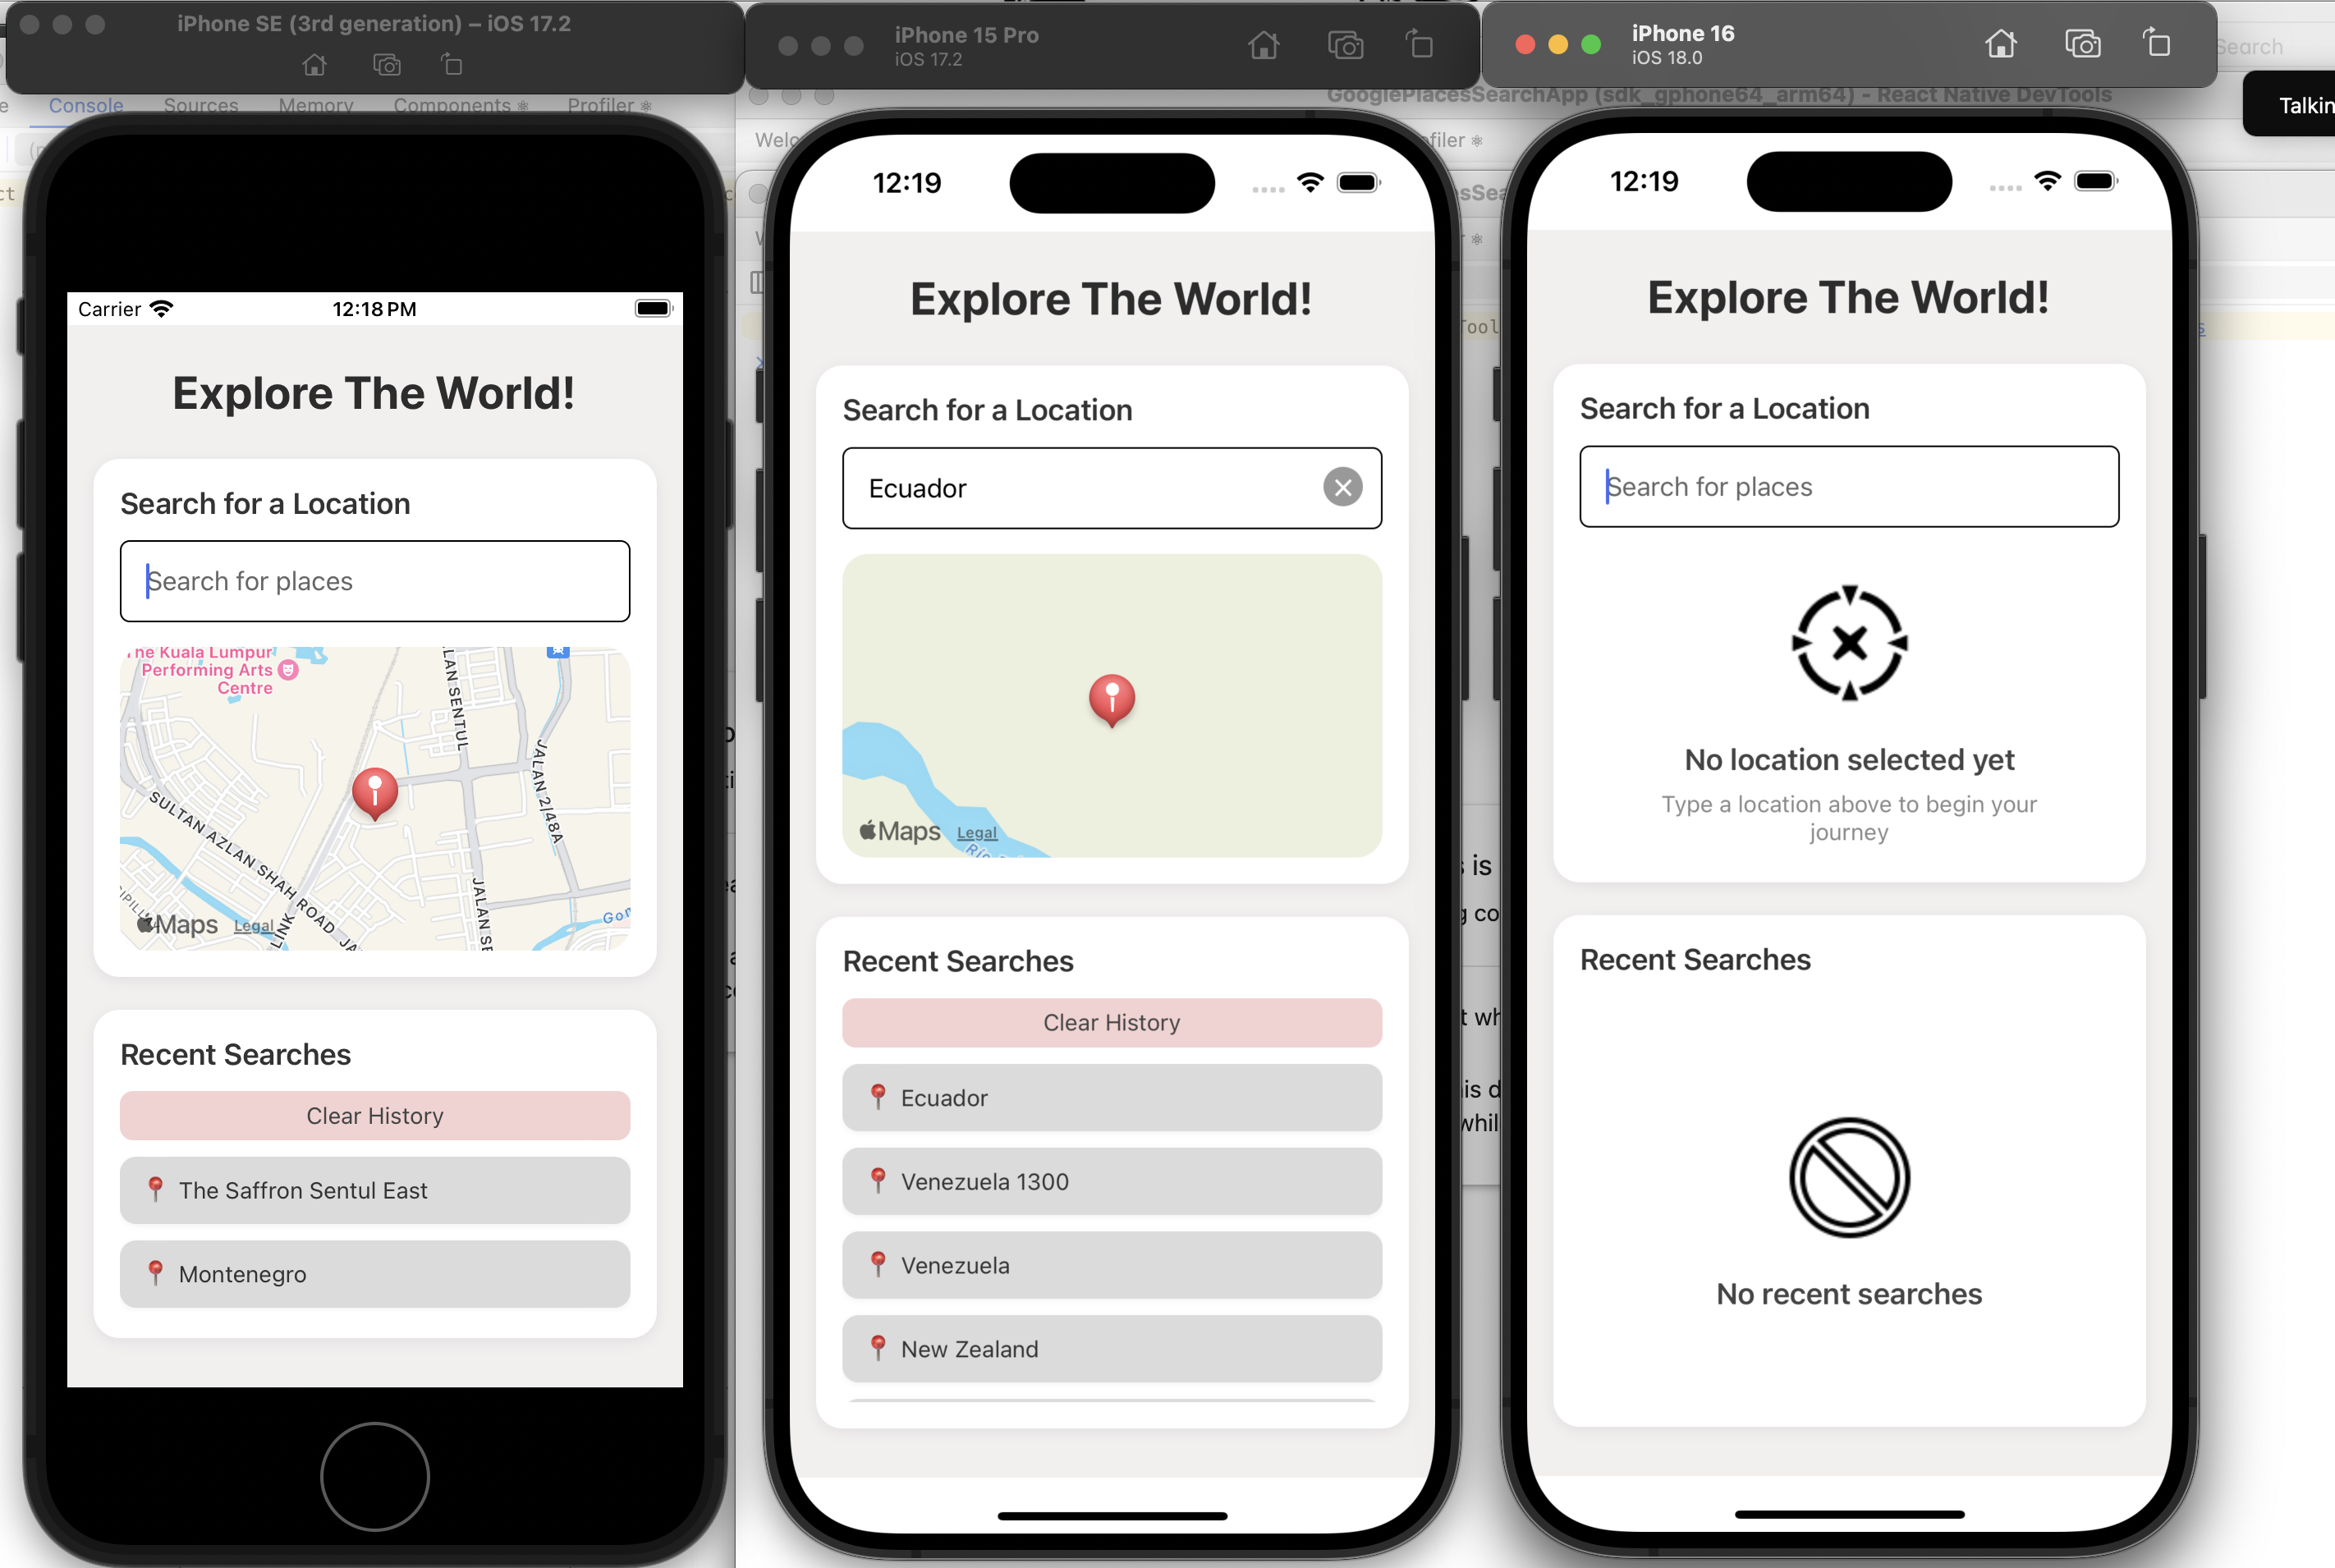 iPhone SE (3rd generation) – iOS 17.2
Console Sources Memory Components Profiler
Carrier
12:18 PM
Explore The World!
Search for a Location
Search for places
ne Kuala Lumpur
Performing Arts
Centre
JALAN SENTUL
JALAN 2/48A
SULTAN AZLAN SHAH ROAD
LINK
Maps Legal
Recent Searches
Clear History
The Saffron Sentul East
Montenegro
iPhone 15 Pro
iOS 17.2
GooglePlacesSearchApp (sdk_gphone64_arm64) - React Native DevTools
12:19
Explore The World!
Search for a Location
Ecuador
Maps Legal
Recent Searches
Clear History
Ecuador
Venezuela 1300
Venezuela
New Zealand
iPhone 16
iOS 18.0
Search
Talkin
12:19
Explore The World!
Search for a Location
Search for places
No location selected yet
Type a location above to begin your
journey
Recent Searches
No recent searches